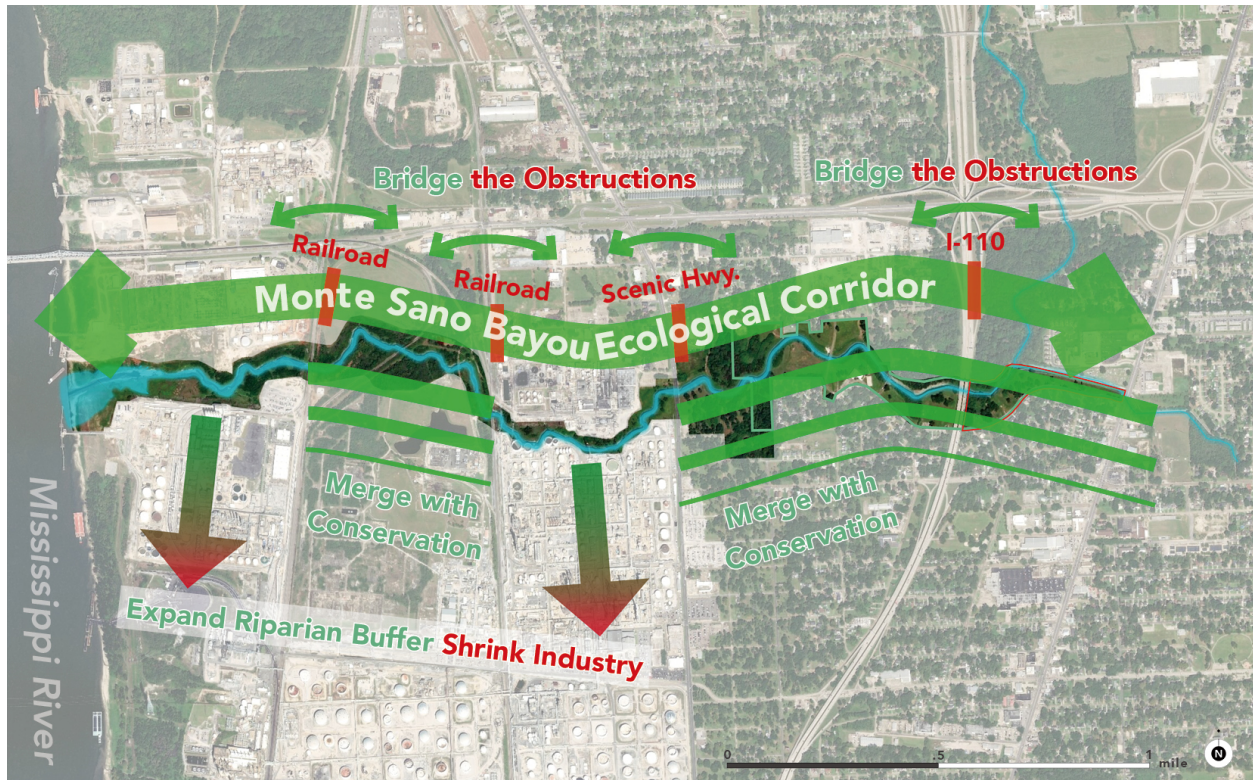 Bridge the Obstructions
Bridge the Obstructions
Railroad
Railroad
Scenic Hwy.
I-110
Monte Sano Bayou Ecological Corridor
Merge with
Conservation
Merge with
Conservation
Expand Riparian Buffer Shrink Industry
Mississippi River
0 .5 1 mile
N